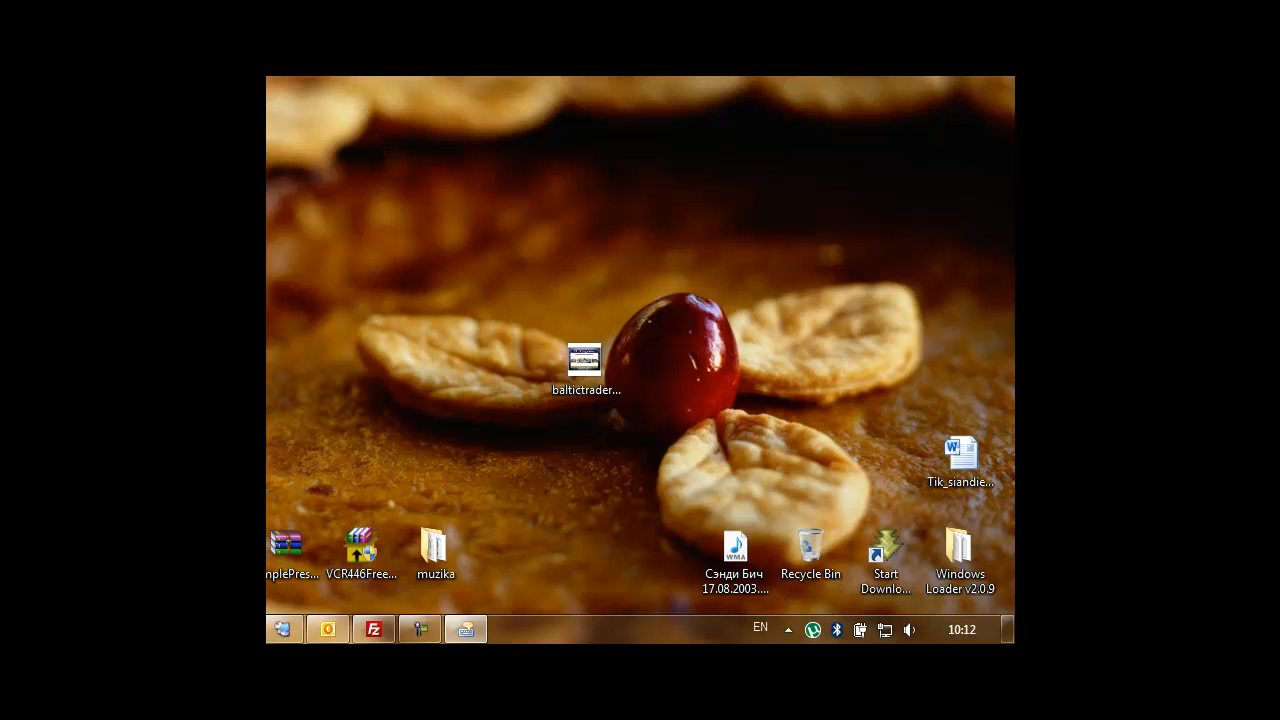 baltictrader...
Tik_siandie...
nplePres...
VCR446Free...
muzika
Сэнди Бич
17.08.2003....
Recycle Bin
Start
Downlo...
Windows
Loader v2.0.9
EN
10:12